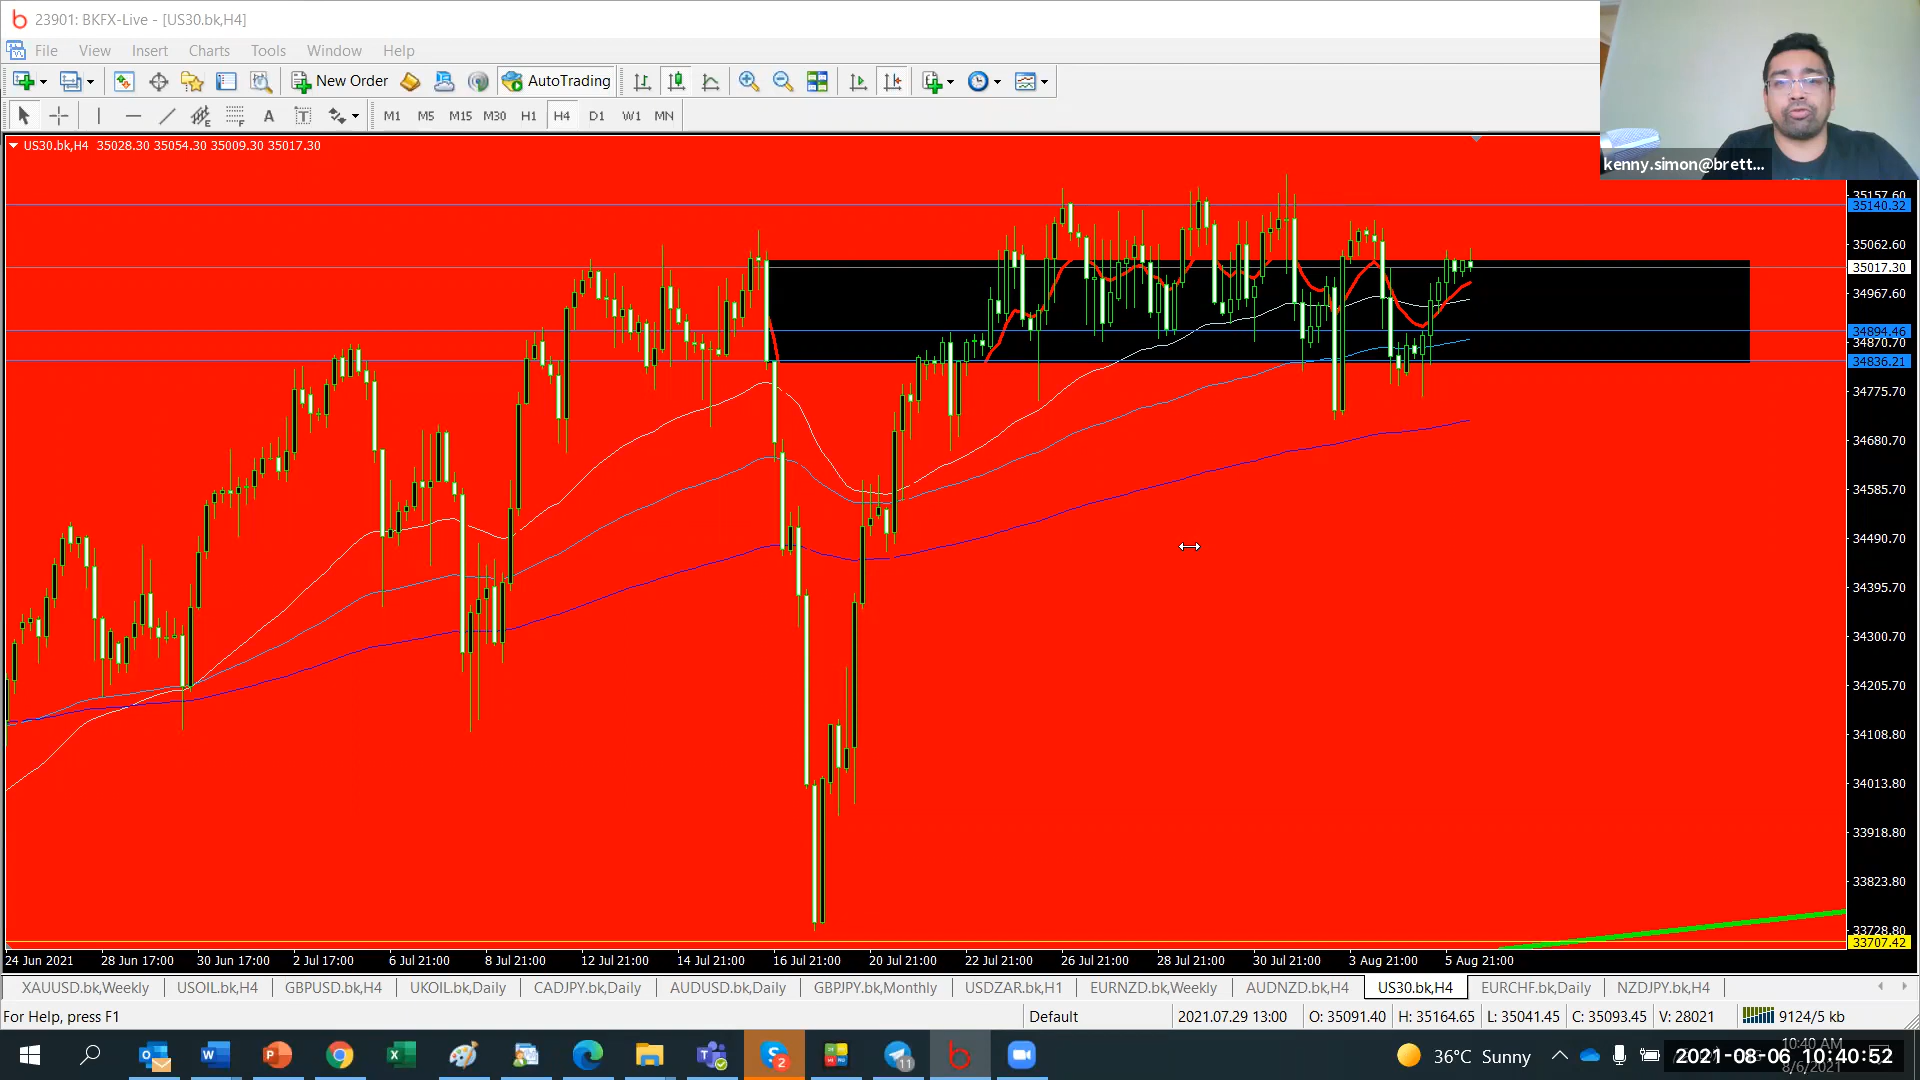 23901: BKFX-Live - [US30.bk,H4]
File View Insert Charts Tools Window Help
New Order AutoTrading
A T M1 M5 M15 M30 H1 H4 D1 W1 MN
US30.bk,H4 35028.30 35054.30 35009.30 35017.30
kenny.simon@brett...
35157.60
35140.32
35062.60
35017.30
34967.60
34894.46
34870.70
34836.21
34775.70
34680.70
34585.70
34490.70
34395.70
34300.70
34205.70
34108.80
34013.80
33918.80
33823.80
33728.80
33707.42
24 Jun 2021 28 Jun 17:00 30 Jun 17:00 2 Jul 17:00 6 Jul 21:00 8 Jul 21:00 12 Jul 21:00 14 Jul 21:00 16 Jul 21:00 20 Jul 21:00 22 Jul 21:00 26 Jul 21:00 28 Jul 21:00 30 Jul 21:00 3 Aug 21:00 5 Aug 21:00
XAUUSD.bk,Weekly USOIL.bk,H4 GBPUSD.bk,H4 UKOIL.bk,Daily CADJPY.bk,Daily AUDUSD.bk,Daily GBPJPY.bk,Monthly USDZAR.bk,H1 EURNZD.bk,Weekly AUDNZD.bk,H4 US30.bk,H4 EURCHF.bk,Daily NZDJPY.bk,H4
For Help, press F1 Default 2021.07.29 13:00 O: 35091.40 H: 35164.65 L: 35041.45 C: 35093.45 V: 28021 9124/5 kb
2 11 36°C Sunny 10:40 AM
2021-08-06 10:40:52
8/6/2021